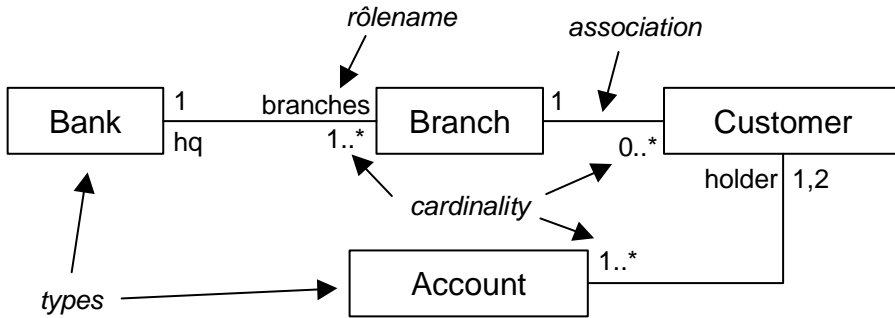 rôlename
association
Bank
1
hq
branches
1..*
Branch
1
0..*
Customer
holder
1,2
cardinality
1..*
Account
types